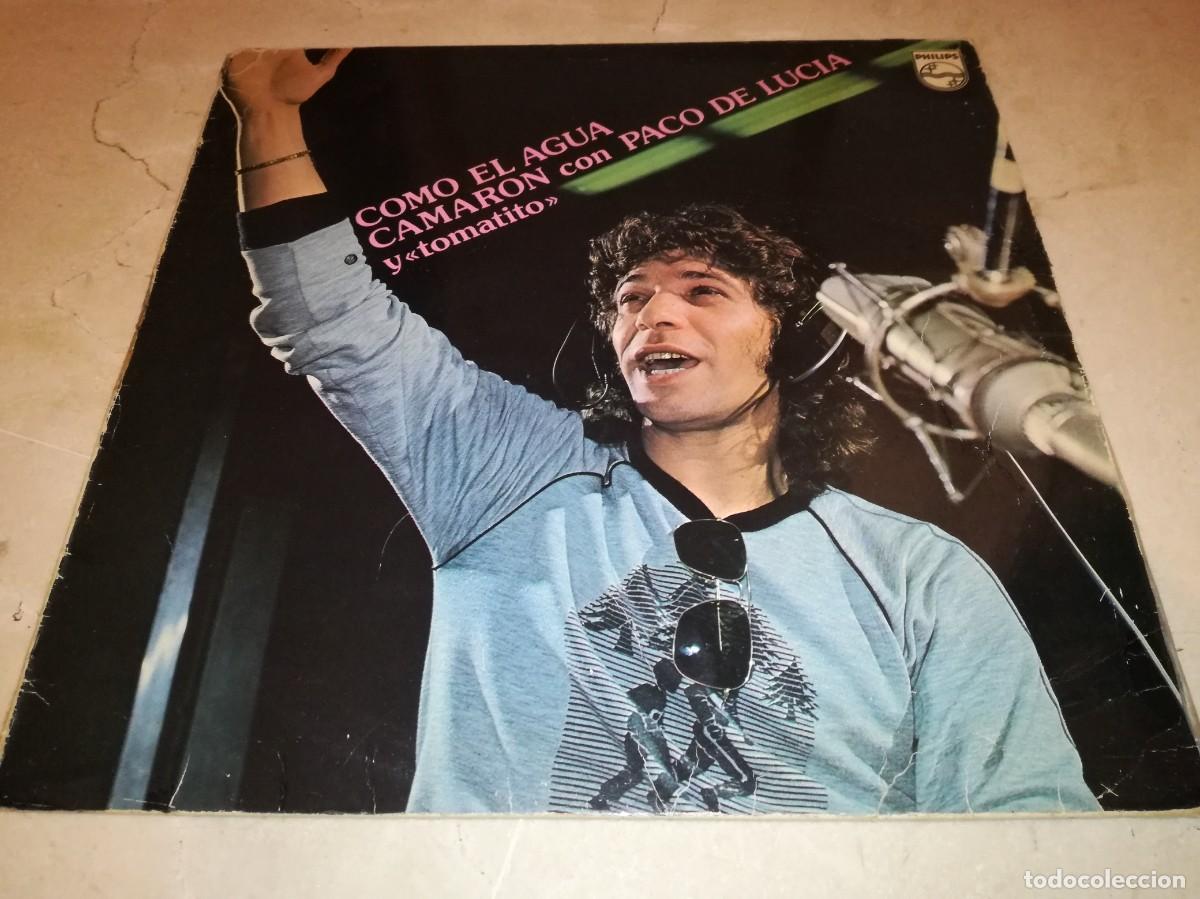 COMO EL AGUA
CAMARON con PACO DE LUCIA
y «tomatito»
PHILIPS
todocoleccion